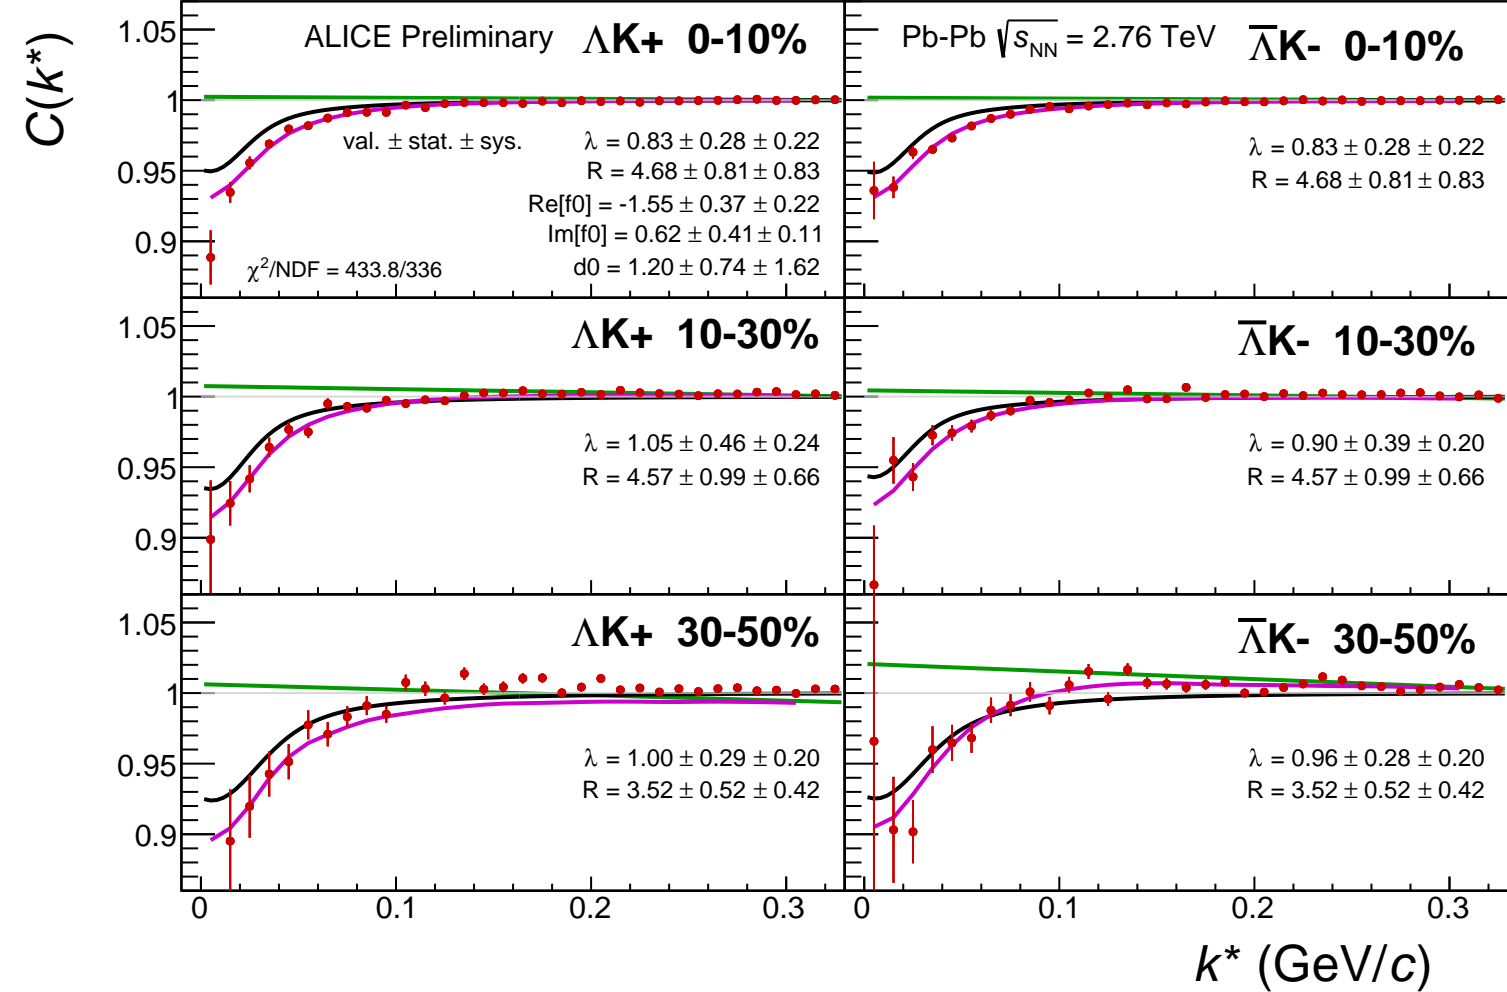 C(k*)
ALICE Preliminary ΛK+ 0-10%
1.05
1
0.95
0.9
val. ± stat. ± sys.
λ = 0.83 ± 0.28 ± 0.22
R = 4.68 ± 0.81 ± 0.83
Re[f0] = -1.55 ± 0.37 ± 0.22
Im[f0] = 0.62 ± 0.41 ± 0.11
χ²/NDF = 433.8/336
d0 = 1.20 ± 0.74 ± 1.62
Pb-Pb √sNN = 2.76 TeV Λ̅K- 0-10%
λ = 0.83 ± 0.28 ± 0.22
R = 4.68 ± 0.81 ± 0.83
ΛK+ 10-30%
1.05
1
0.95
0.9
λ = 1.05 ± 0.46 ± 0.24
R = 4.57 ± 0.99 ± 0.66
Λ̅K- 10-30%
λ = 0.90 ± 0.39 ± 0.20
R = 4.57 ± 0.99 ± 0.66
ΛK+ 30-50%
1.05
1
0.95
0.9
λ = 1.00 ± 0.29 ± 0.20
R = 3.52 ± 0.52 ± 0.42
Λ̅K- 30-50%
λ = 0.96 ± 0.28 ± 0.20
R = 3.52 ± 0.52 ± 0.42
0 0.1 0.2 0.3
0 0.1 0.2 0.3
k* (GeV/c)